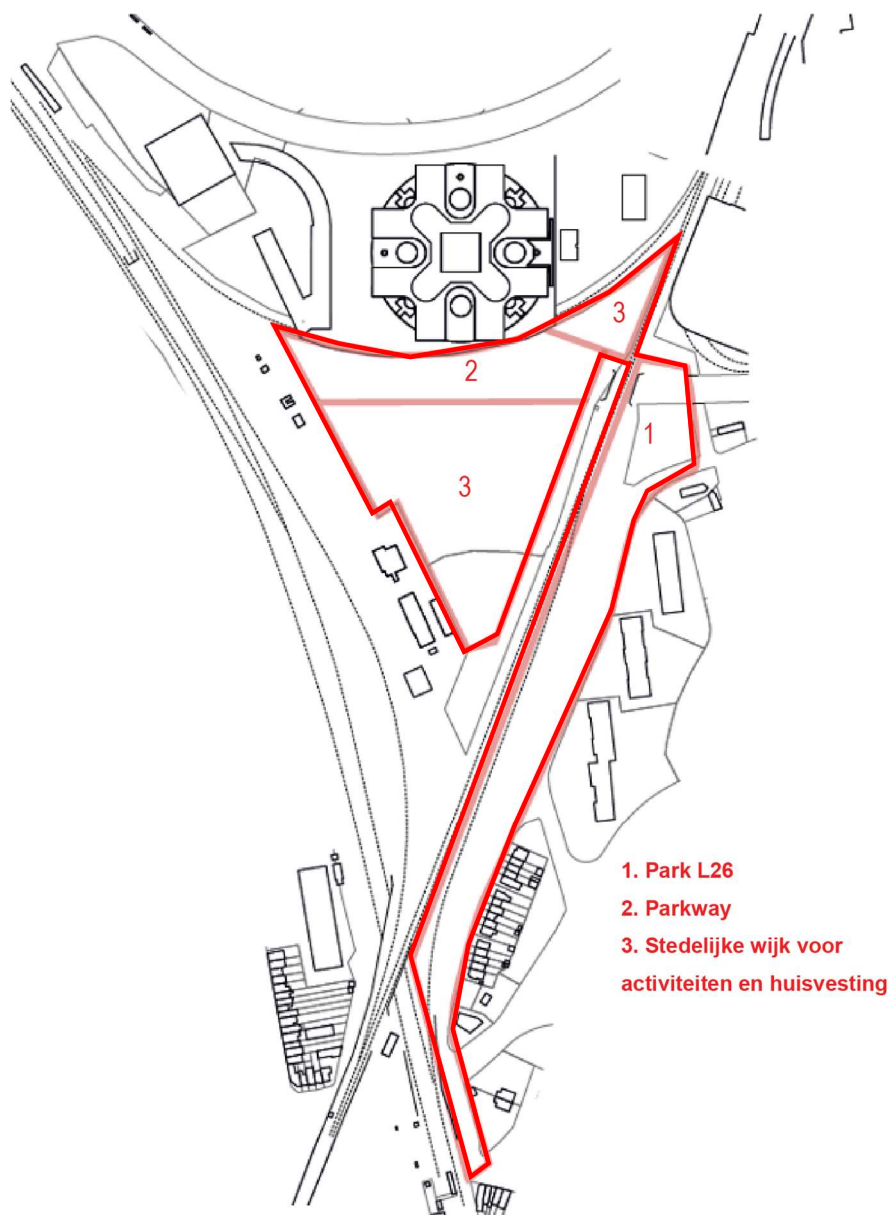 3
2
1
3
1. Park L26
2. Parkway
3. Stedelijke wijk voor
activiteiten en huisvesting